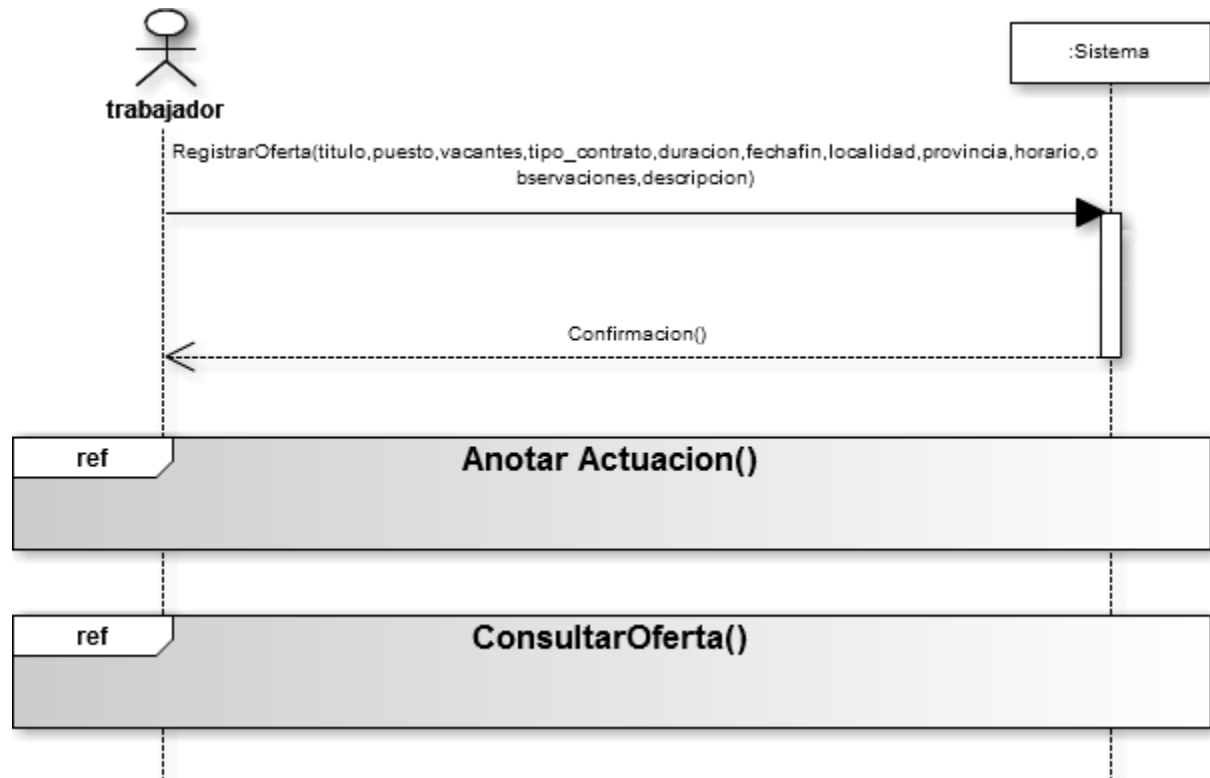 :Sistema
trabajador
RegistrarOferta(titulo,puesto,vacantes,tipo_contrato,duracion,fechafin,localidad,provincia,horario,o
bservaciones,descripcion)
Confirmacion()
ref
Anotar Actuacion()
ref
ConsultarOferta()